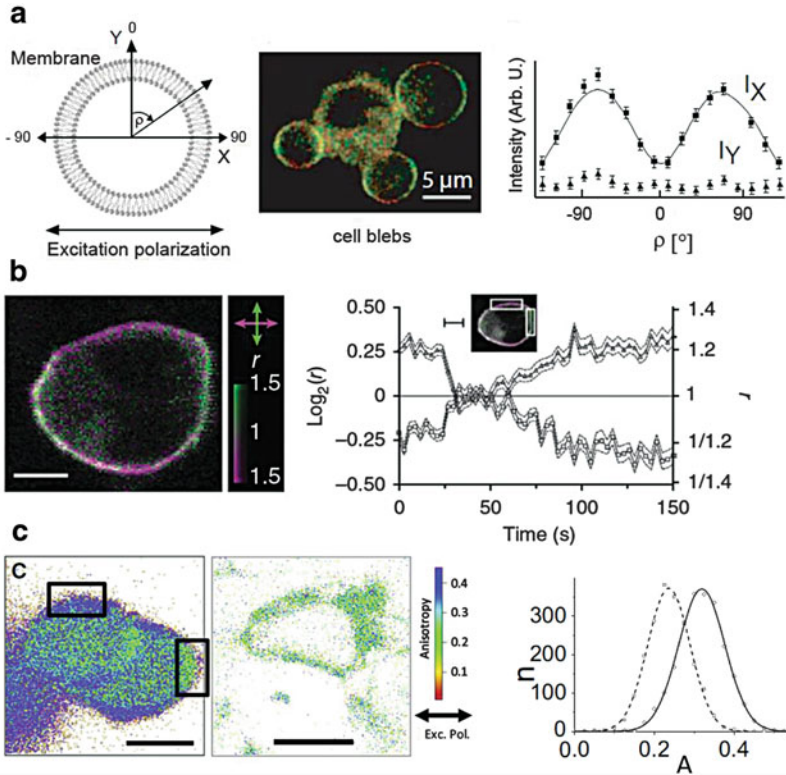 a
Y 0
Membrane
ρ
- 90
90
X
Excitation polarization
5 μm
cell blebs
Intensity (Arb. U.)
I X
I Y
-90
0
90
ρ [°]
b
r
1.5
1
1.5
0.50
0.25
0
−0.25
−0.50
Log2(r)
0
50
100
150
Time (s)
1.4
1.2
1
1/1.2
1/1.4
r
c
C
0.4
0.3
0.2
0.1
Anisotropy
Exc. Pol.
300
200
100
0
n
0.0
0.2
0.4
A